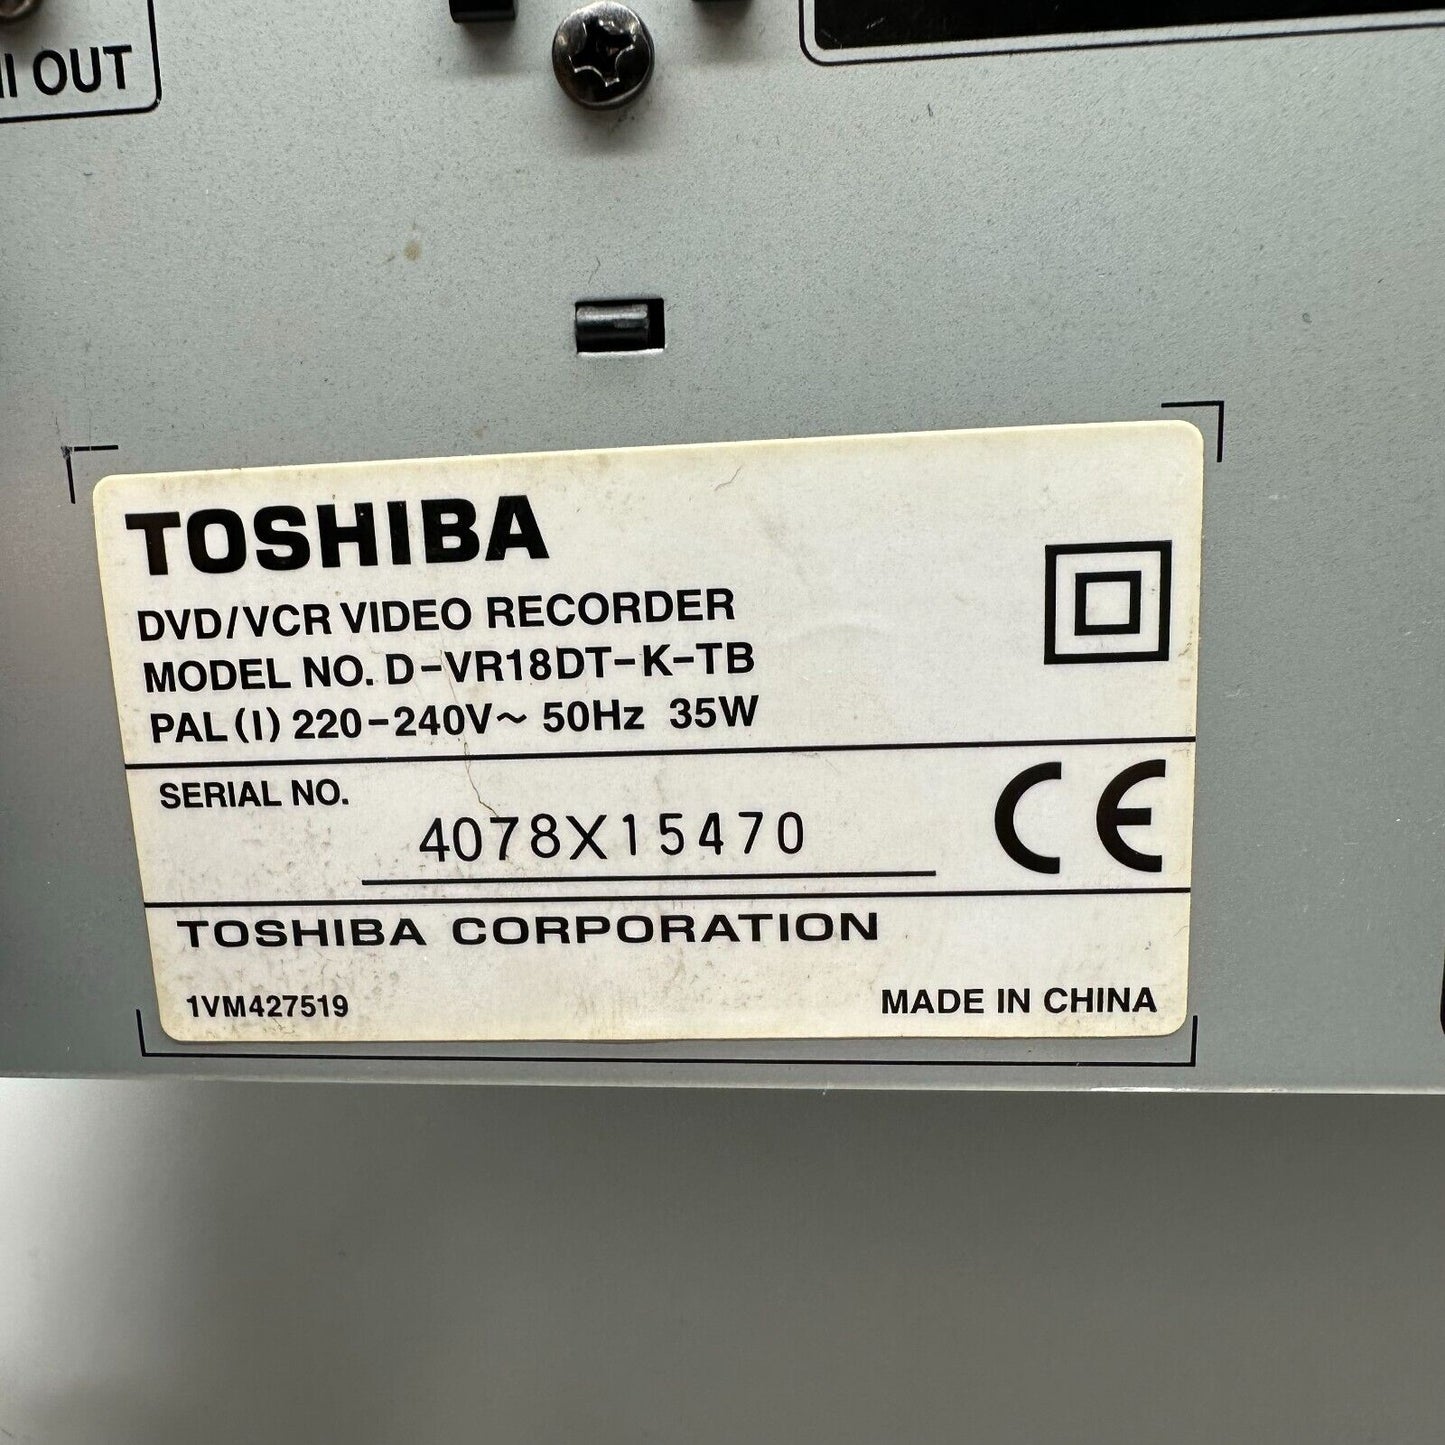 OUT
TOSHIBA
DVD/VCR VIDEO RECORDER
MODEL NO. D-VR18DT-K-TB
PAL(I) 220-240V~ 50Hz 35W
SERIAL NO.
4078X15470
CE
TOSHIBA CORPORATION
1VM427519
MADE IN CHINA